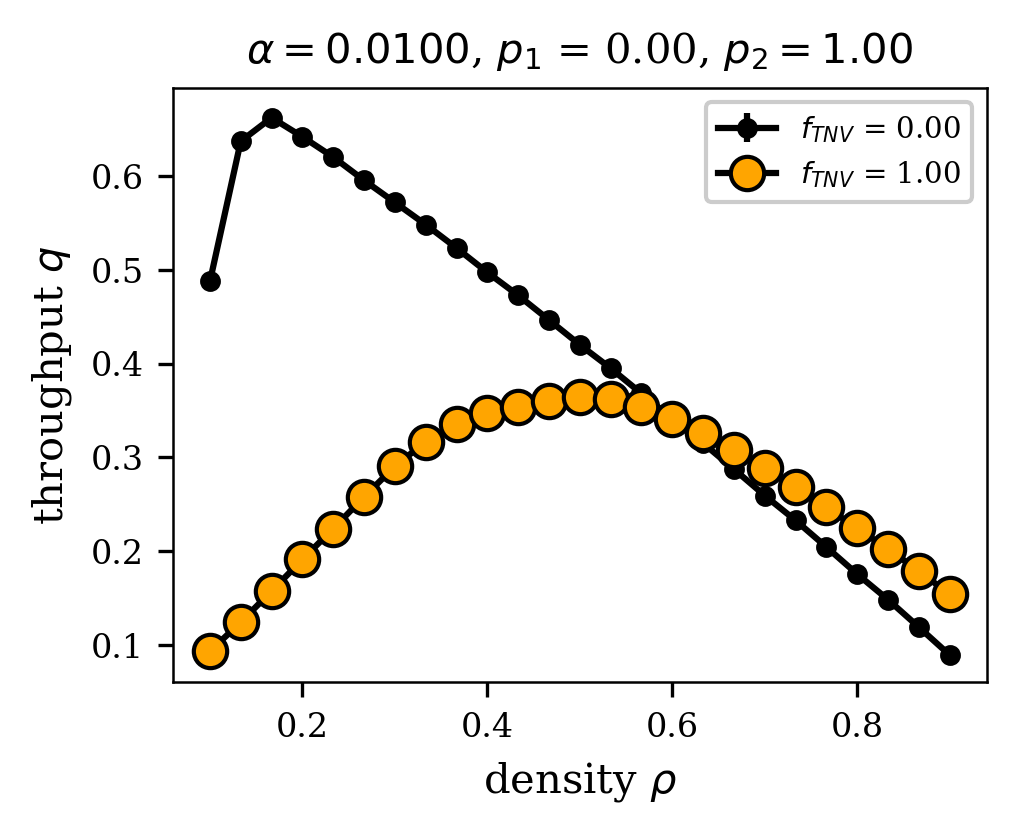 α = 0.0100, p₁ = 0.00, p₂ = 1.00
f_TNV = 0.00
f_TNV = 1.00
throughput q
0.6
0.5
0.4
0.3
0.2
0.1
0.2 0.4 0.6 0.8
density ρ